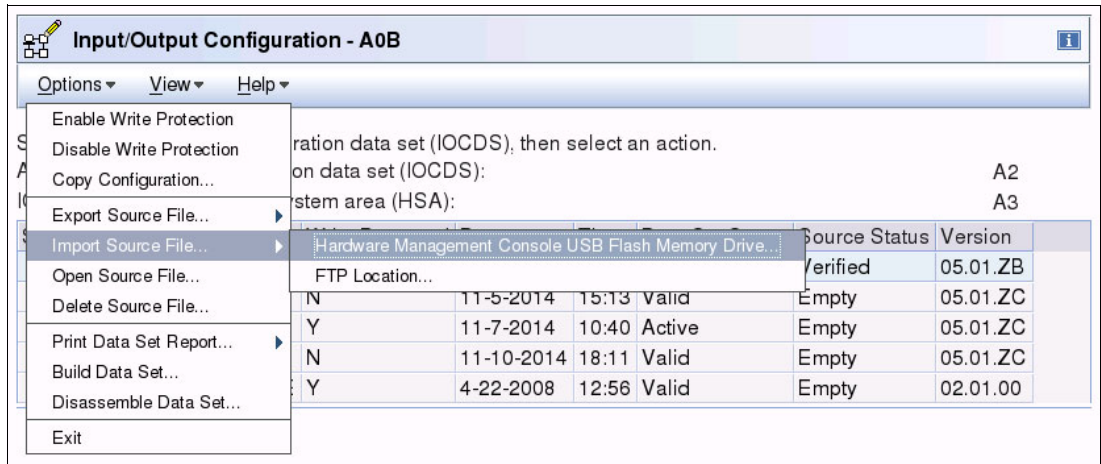 Input/Output Configuration - A0B
Options View Help
Enable Write Protection
Disable Write Protection
Copy Configuration...
Export Source File...
Import Source File...
Open Source File...
Delete Source File...
Print Data Set Report...
Build Data Set...
Disassemble Data Set...
Exit
Hardware Management Console USB Flash Memory Drive...
FTP Location...
ration data set (IOCDS), then select an action.
on data set (IOCDS): A2
stem area (HSA): A3
Source Status Version
Verified 05.01.ZB
N 11-5-2014 15:13 Valid Empty 05.01.ZC
Y 11-7-2014 10:40 Active Empty 05.01.ZC
N 11-10-2014 18:11 Valid Empty 05.01.ZC
Y 4-22-2008 12:56 Valid Empty 02.01.00